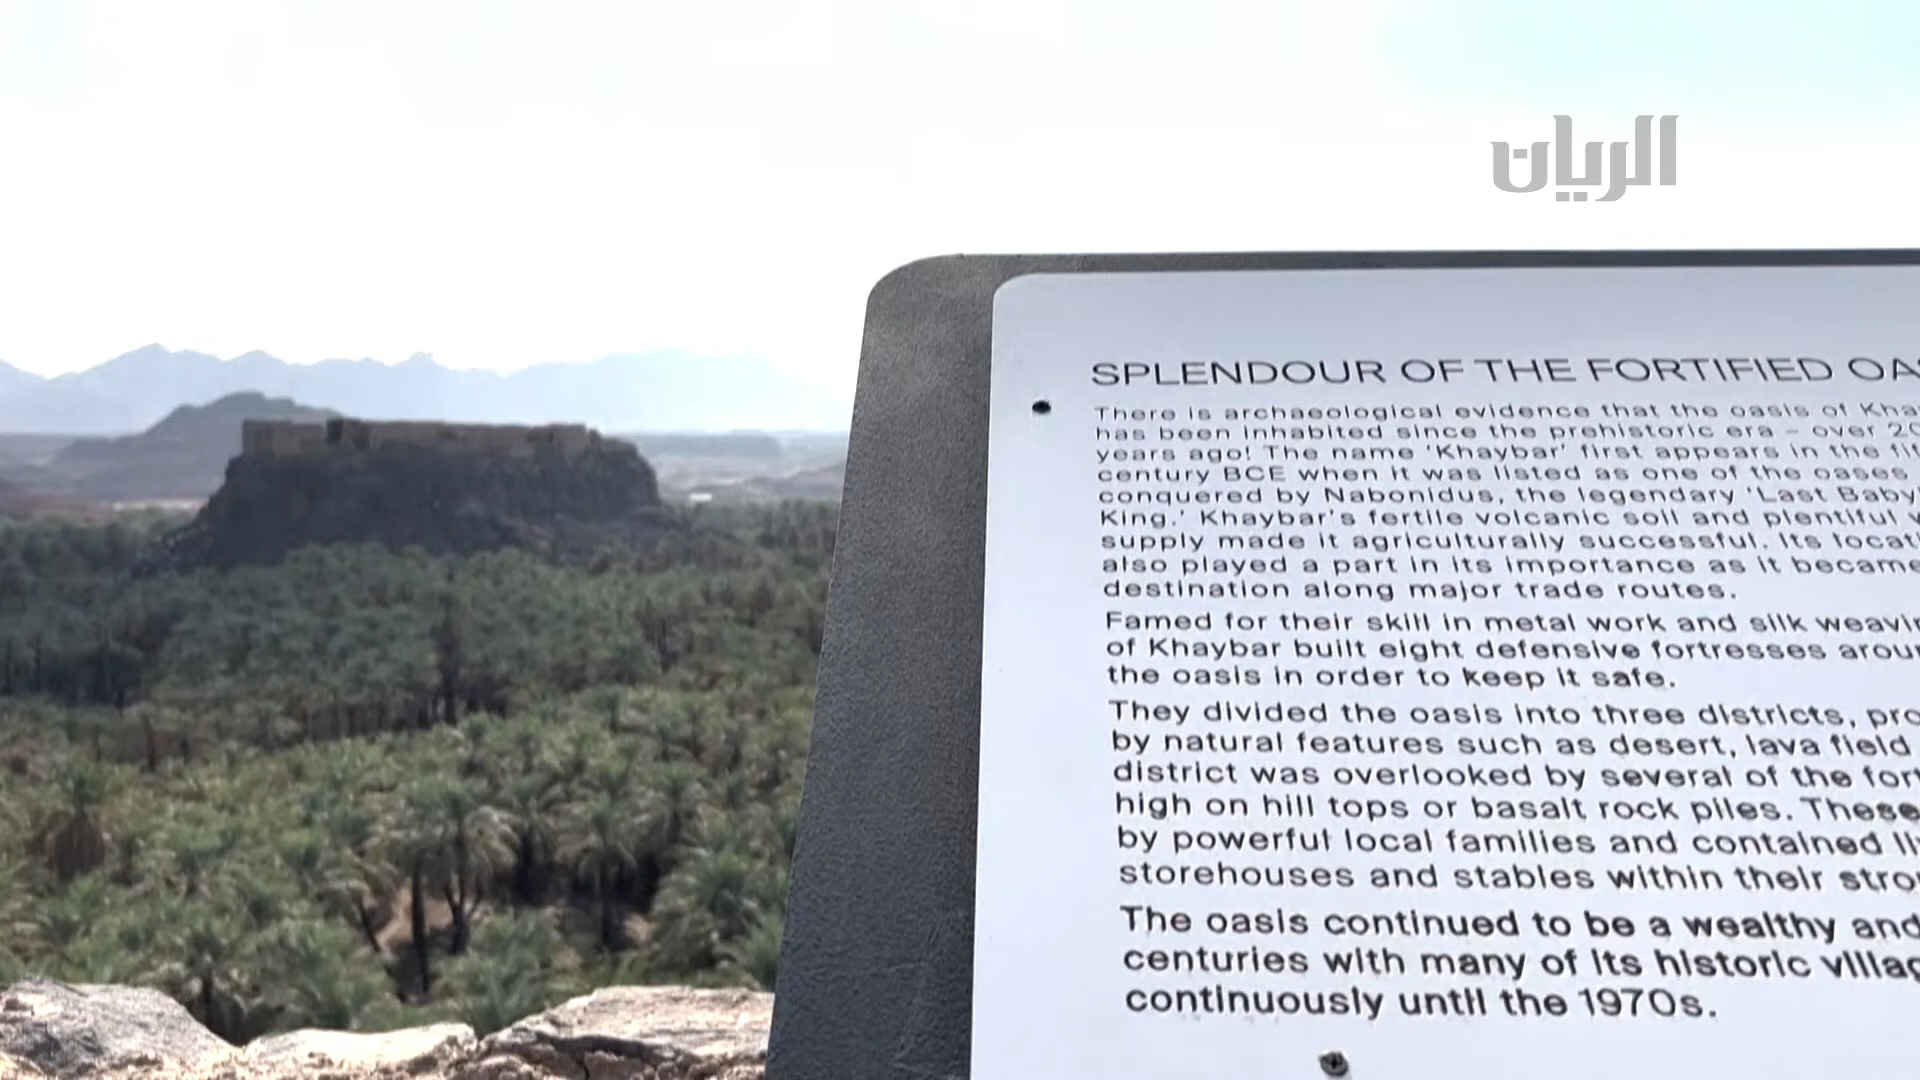 الريان
SPLENDOUR OF THE FORTIFIED
There is archaeological evidence that the oasis of
has been inhabited since the prehistoric era – over
years ago! The name 'Khaybar' first appears in the
century BCE when it was listed as one of the oases
conquered by Nabonidus, the legendary 'Last
King.' Khaybar's fertile volcanic soil and plentiful
supply made it agriculturally successful. Its
also played a part in its importance as it became
destination along major trade routes.
Famed for their skill in metal work and silk
of Khaybar built eight defensive fortresses
the oasis in order to keep it safe.
They divided the oasis into three districts,
by natural features such as desert, lava field
district was overlooked by several of the
high on hill tops or basalt rock piles. These
by powerful local families and contained
storehouses and stables within their
The oasis continued to be a wealthy and
centuries with many of its historic
continuously until the 1970s.